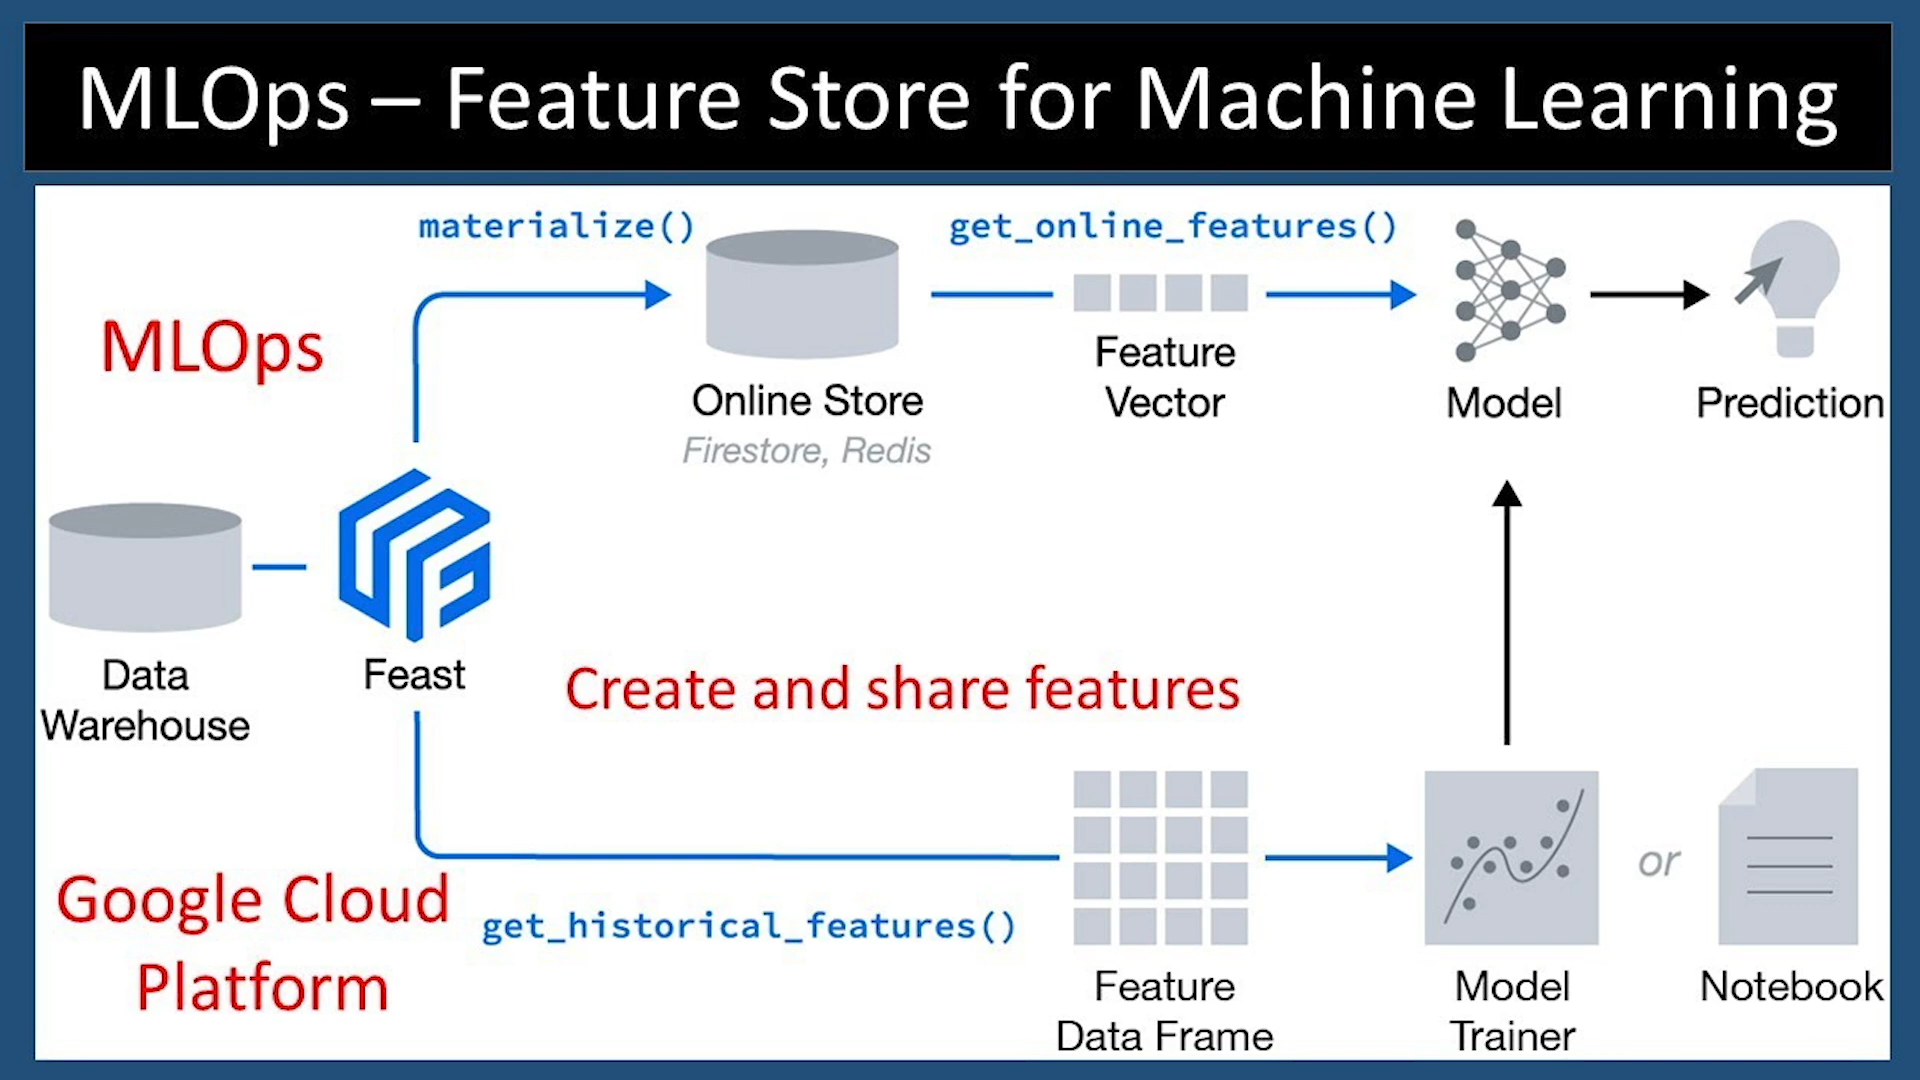 MLOps – Feature Store for Machine Learning
materialize()
get_online_features()
MLOps
Feature
Vector
Online Store
Firestore, Redis
Model
Prediction
Data
Warehouse
Feast
Create and share features
Google Cloud
Platform
get_historical_features()
or
Feature
Data Frame
Model
Trainer
Notebook